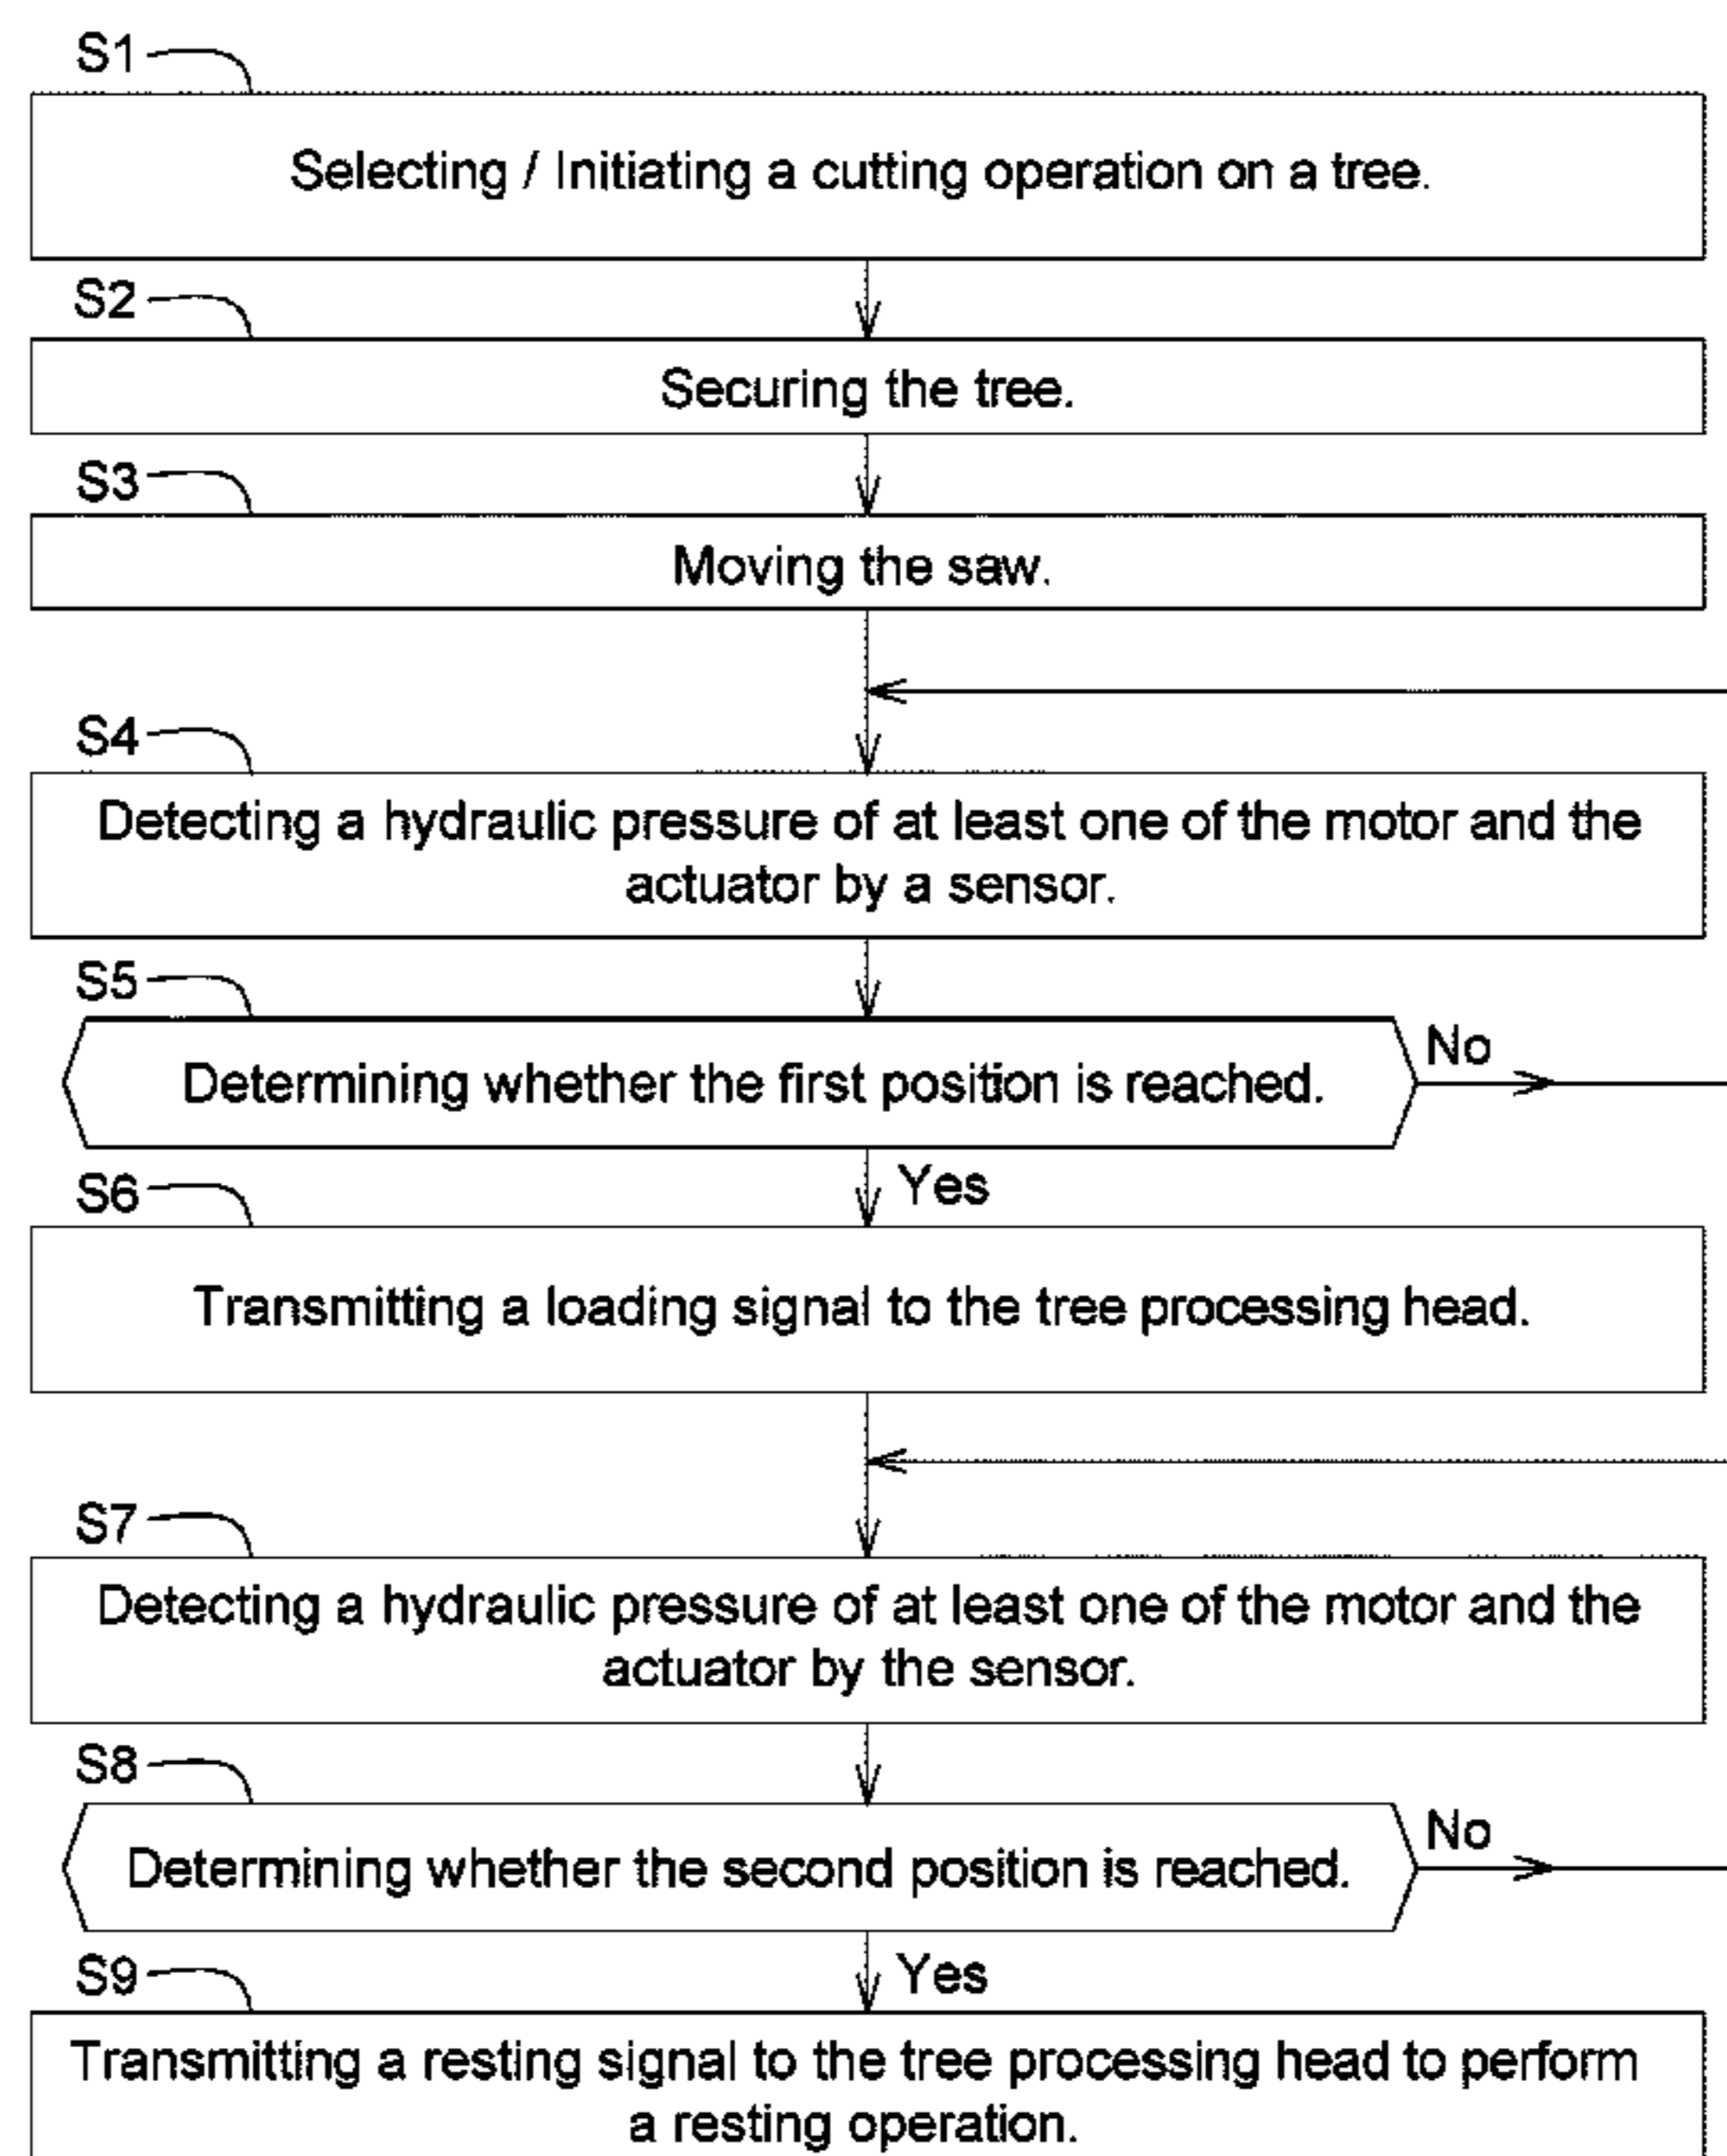 S1
Selecting / Initiating a cutting operation on a tree.
S2
Securing the tree.
S3
Moving the saw.
S4
Detecting a hydraulic pressure of at least one of the motor and the
actuator by a sensor.
S5
Determining whether the first position is reached.
No
Yes
S6
Transmitting a loading signal to the tree processing head.
S7
Detecting a hydraulic pressure of at least one of the motor and the
actuator by the sensor.
S8
Determining whether the second position is reached.
No
Yes
S9
Transmitting a resting signal to the tree processing head to perform
a resting operation.